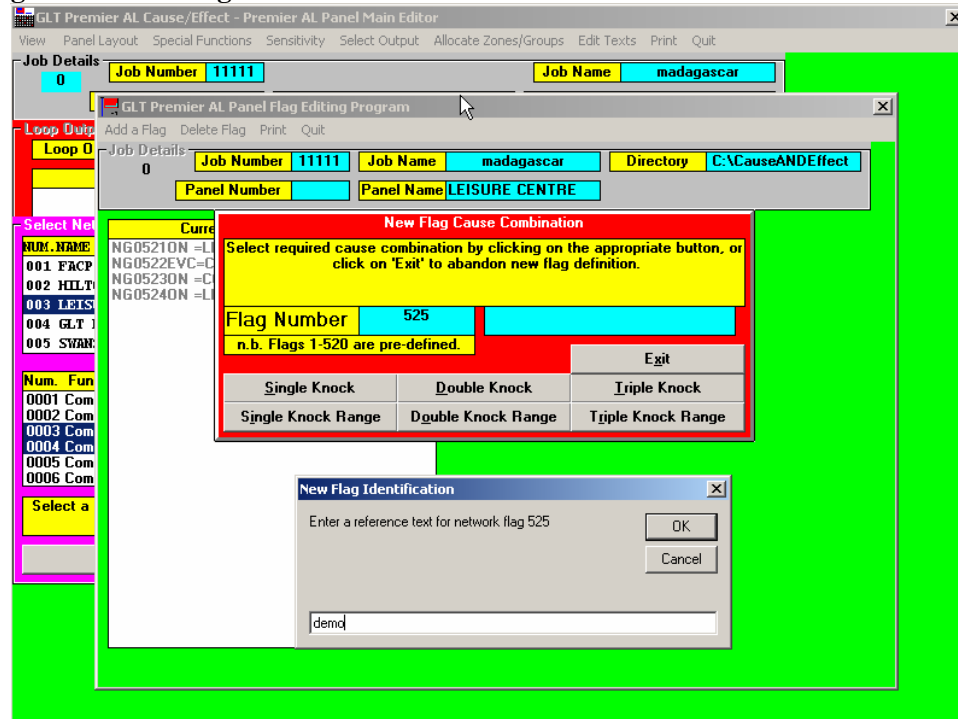 GLT Premier AL Cause/Effect - Premier AL Panel Main Editor
View Panel Layout Special Functions Sensitivity Select Output Allocate Zones/Groups Edit Texts Print Quit
Job Details
0
Job Number 11111
Job Name madagascar
GLT Premier AL Panel Flag Editing Program
Add a Flag Delete Flag Print Quit
Job Details
0
Job Number 11111 Job Name madagascar Directory C:\CauseANDEffect
Panel Number Panel Name LEISURE CENTRE
Loop Outp
Loop O
Select Net
NUM.NAME
001 FACP
002 HILT
003 LEIS
004 GLT
005 SWAN
Num. Fun
0001 Com
0002 Com
0003 Com
0004 Com
0005 Com
0006 Com
Select a
Curre
NG0521ON =L
NG0522EVC=C
NG0523ON =C
NG0524ON =L
New Flag Cause Combination
Select required cause combination by clicking on the appropriate button, or
click on 'Exit' to abandon new flag definition.
Flag Number 525
n.b. Flags 1-520 are pre-defined.
Exit
Single Knock Double Knock Triple Knock
Single Knock Range Double Knock Range Triple Knock Range
New Flag Identification
Enter a reference text for network flag 525
OK
Cancel
demo